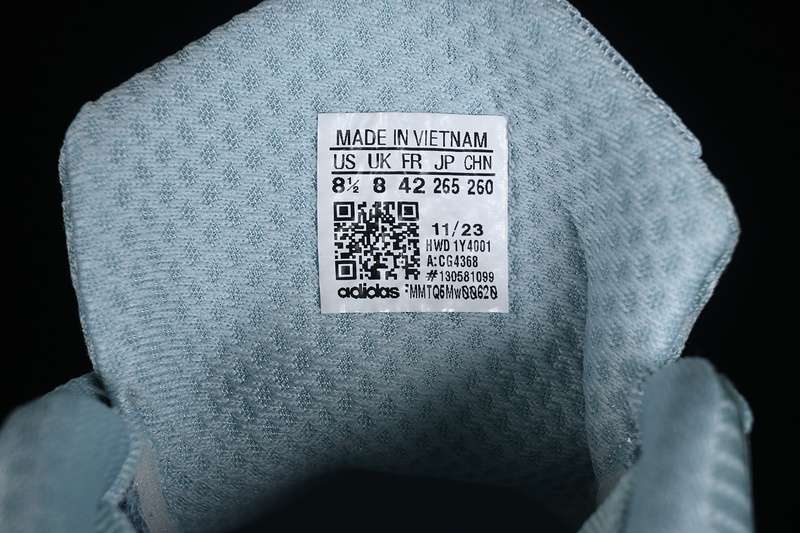 MADE IN VIETNAM
US UK FR JP CHN
8½ 8 42 265 260
11/23
HWD 1Y4001
A:CG4368
#130581099
adidas